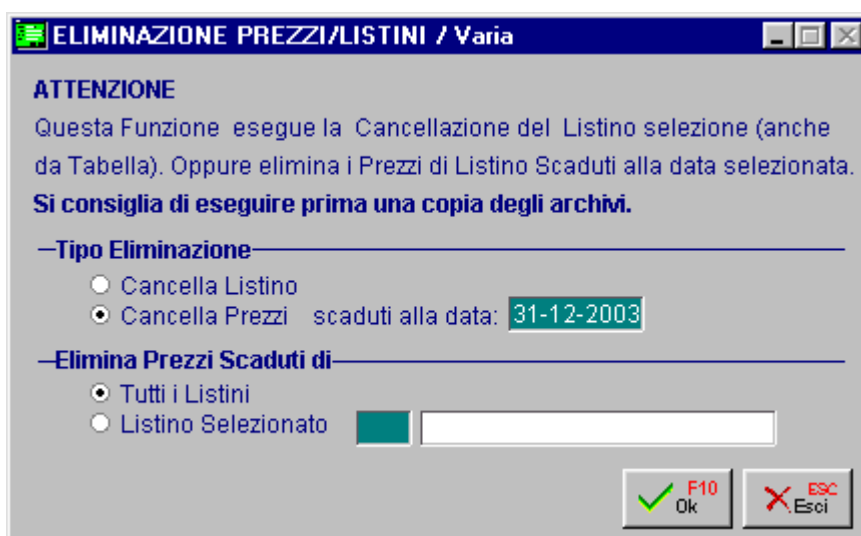 ELIMINAZIONE PREZZI/LISTINI / Varia
ATTENZIONE
Questa Funzione esegue la Cancellazione del Listino selezione (anche
da Tabella). Oppure elimina i Prezzi di Listino Scaduti alla data selezionata.
Si consiglia di eseguire prima una copia degli archivi.
Tipo Eliminazione
Cancella Listino
Cancella Prezzi scaduti alla data: 31-12-2003
Elimina Prezzi Scaduti di
Tutti i Listini
Listino Selezionato
F10 Ok
ESC Esci